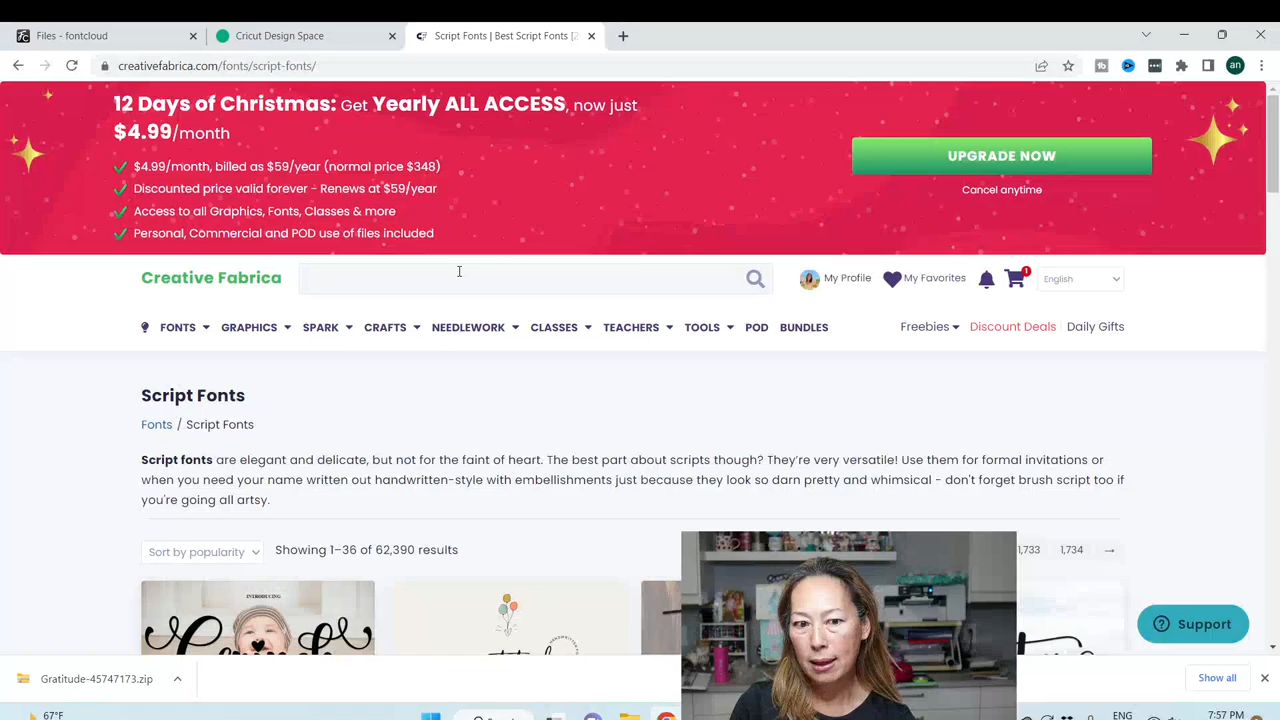 Files - fontcloud
Cricut Design Space
Script Fonts | Best Script Fonts [2
creativefabrica.com/fonts/script-fonts/
an
12 Days of Christmas: Get Yearly ALL ACCESS, now just
$4.99/month
$4.99/month, billed as $59/year (normal price $348)
Discounted price valid forever - Renews at $59/year
Access to all Graphics, Fonts, Classes & more
Personal, Commercial and POD use of files included
UPGRADE NOW
Cancel anytime
Creative Fabrica
My Profile
My Favorites
1
English
FONTS GRAPHICS SPARK CRAFTS NEEDLEWORK CLASSES TEACHERS TOOLS POD BUNDLES
Freebies Discount Deals Daily Gifts
Script Fonts
Fonts / Script Fonts
Script fonts are elegant and delicate, but not for the faint of heart. The best part about scripts though? They're very versatile! Use them for formal invitations or
when you need your name written out handwritten-style with embellishments just because they look so darn pretty and whimsical - don't forget brush script too if
you're going all artsy.
Sort by popularity
Showing 1–36 of 62,390 results
1,733 1,734 →
INTRODUCING
Support
Gratitude-45747173.zip
Show all
67°F
ENG
7:57 PM